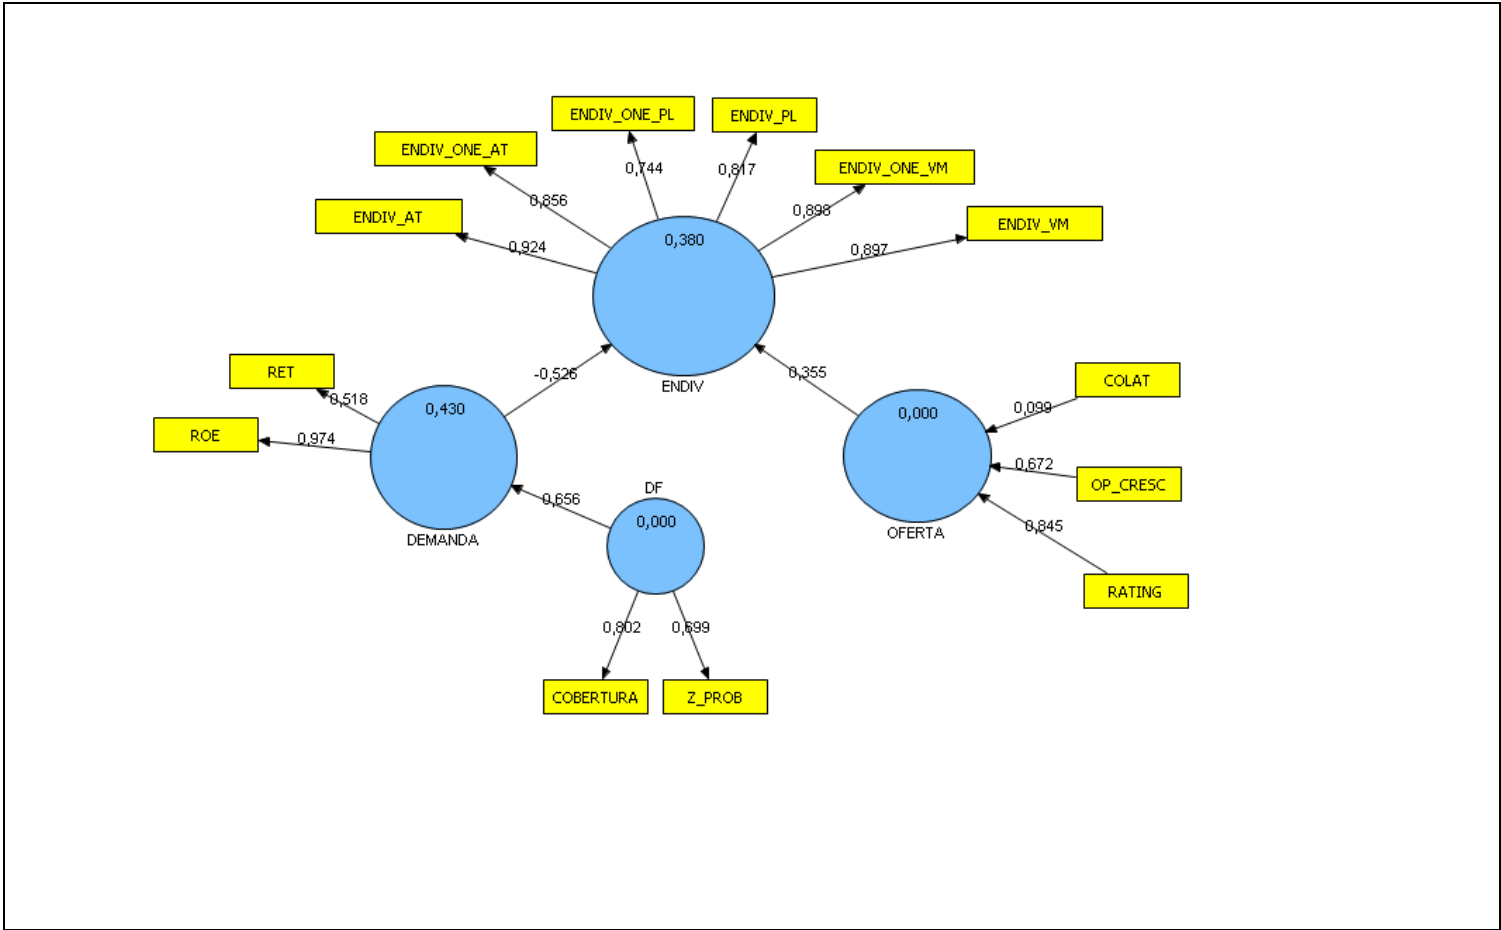 ENDIV_ONE_PL
ENDIV_PL
ENDIV_ONE_AT
ENDIV_ONE_VM
0,744
0,817
0,856
0,898
ENDIV_AT
ENDIV_VM
0,924
0,380
0,897
RET
-0,526
ENDIV
0,355
COLAT
0,518
0,430
0,000
0,099
ROE
0,974
0,672
OP_CRESC
DF
0,656
0,000
0,845
DEMANDA
OFERTA
RATING
0,802
0,699
COBERTURA
Z_PROB